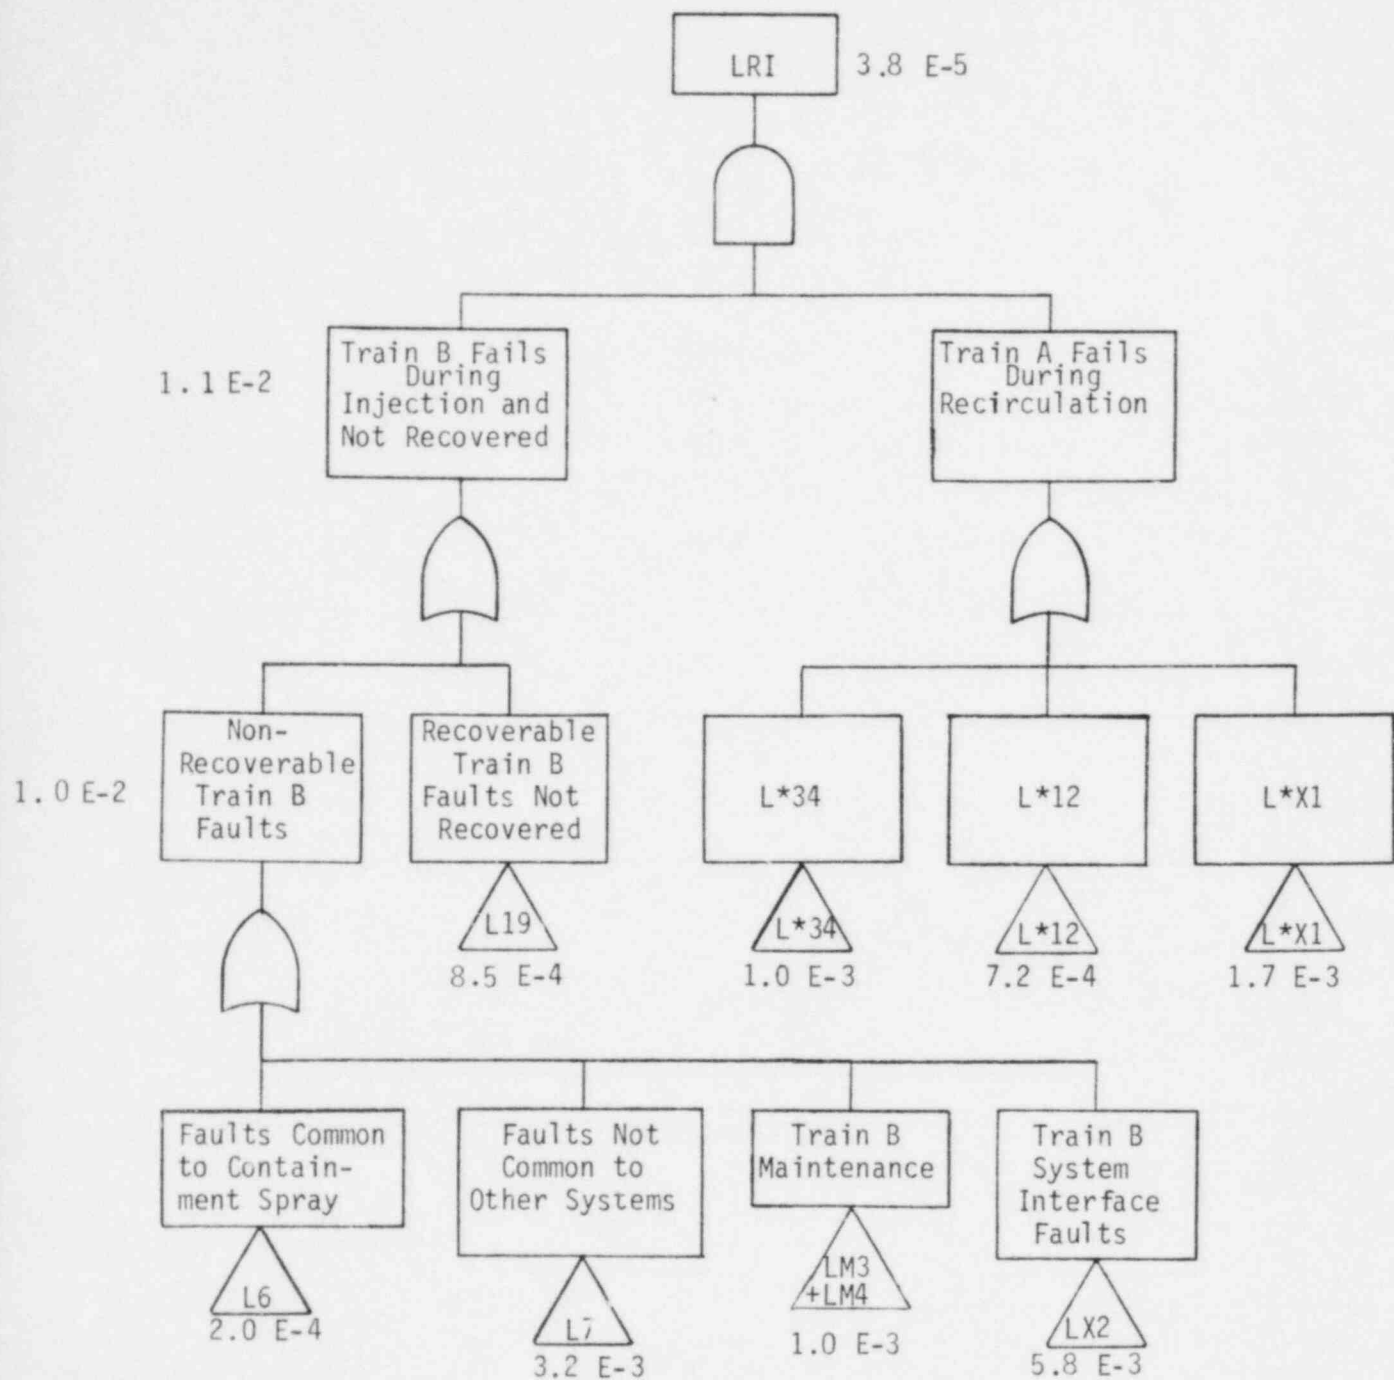 LRI
3.8 E-5
Train B Fails
During
Injection and
Not Recovered
1.1 E-2
Train A Fails
During
Recirculation
Non-
Recoverable
Train B
Faults
1.0 E-2
Recoverable
Train B
Faults Not
Recovered
L19
8.5 E-4
L*34
L*34
1.0 E-3
L*12
L*12
7.2 E-4
L*X1
L*X1
1.7 E-3
Faults Common
to Contain-
ment Spray
L6
2.0 E-4
Faults Not
Common to
Other Systems
L7
3.2 E-3
Train B
Maintenance
LM3
+LM4
1.0 E-3
Train B
System
Interface
Faults
LX2
5.8 E-3